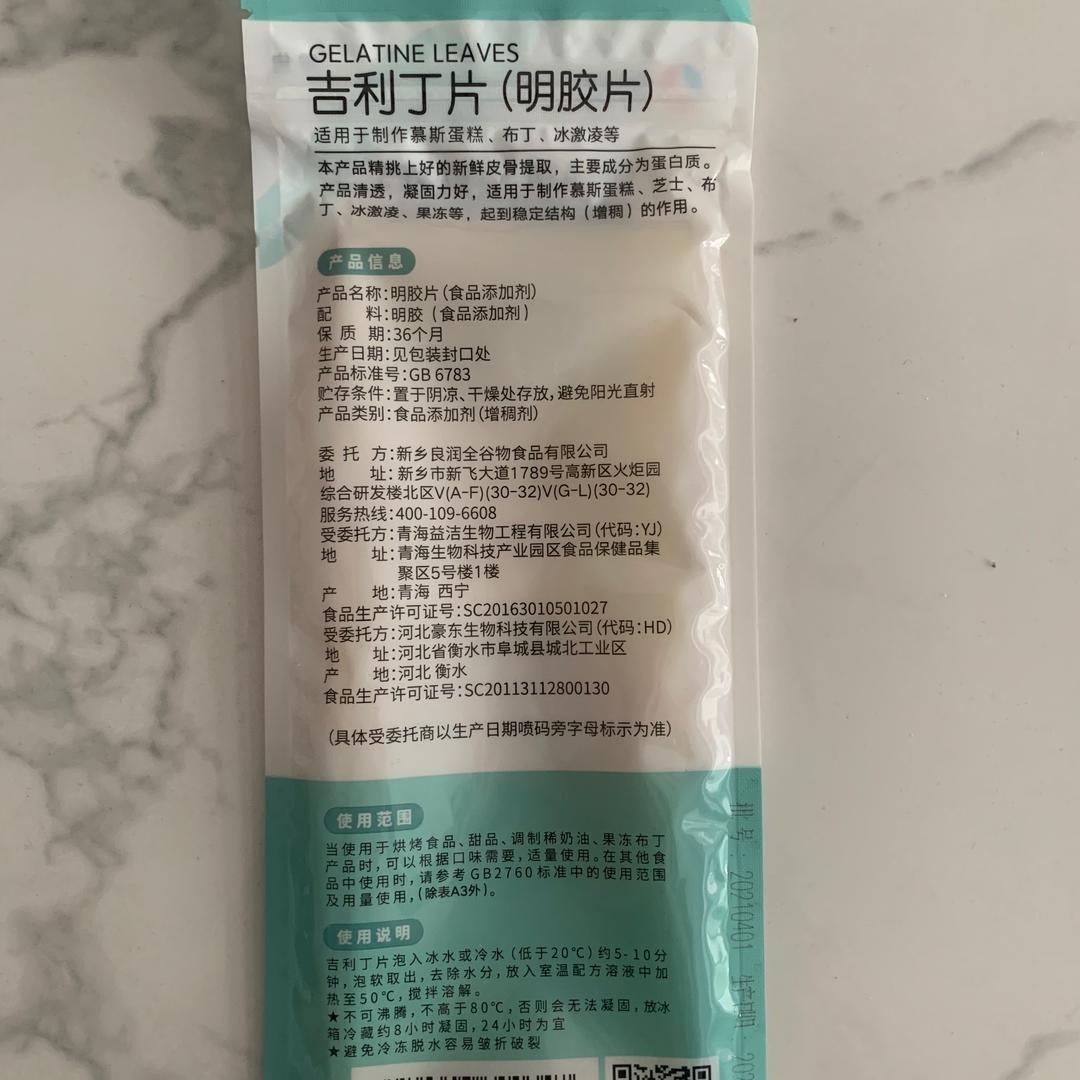 GELATINE LEAVES
吉利丁片(明胶片)
适用于制作慕斯蛋糕、布丁、冰激凌等
本产品精挑上好的新鲜皮骨提取，主要成分为蛋白质。
产品清透，凝固力好，适用于制作慕斯蛋糕、芝士、布
丁、冰激凌、果冻等，起到稳定结构（增稠）的作用。
产品信息
产品名称:明胶片(食品添加剂)
配 料:明胶（食品添加剂）
保 质 期:36个月
生产日期:见包装封口处
产品标准号:GB 6783
贮存条件:置于阴凉、干燥处存放,避免阳光直射
产品类别:食品添加剂(增稠剂)
委 托 方:新乡良润全谷物食品有限公司
地 址:新乡市新飞大道1789号高新区火炬园
综合研发楼北区V(A-F)(30-32)V(G-L)(30-32)
服务热线:400-109-6608
受委托方:青海益洁生物工程有限公司(代码:YJ)
地 址:青海生物科技产业园区食品保健品集
聚区5号楼1楼
产 地:青海 西宁
食品生产许可证号:SC20163010501027
受委托方:河北豪东生物科技有限公司(代码:HD)
地 址:河北省衡水市阜城县城北工业区
产 地:河北 衡水
食品生产许可证号:SC20113112800130
(具体受委托商以生产日期喷码旁字母标示为准)
使用范围
当使用于烘烤食品、甜品、调制稀奶油、果冻布丁
产品时,可以根据口味需要,适量使用。在其他食
品中使用时,请参考GB2760标准中的使用范围
及用量使用,(除表A3外)。
使用说明
吉利丁片泡入冰水或冷水(低于20℃)约5-10分
钟,泡软取出,去除水分,放入室温配方溶液中加
热至50℃,搅拌溶解。
★不可沸腾,不高于80℃,否则会无法凝固,放冰
箱冷藏约8小时凝固,24小时为宜
★避免冷冻脱水容易皱折破裂
批号:20210401